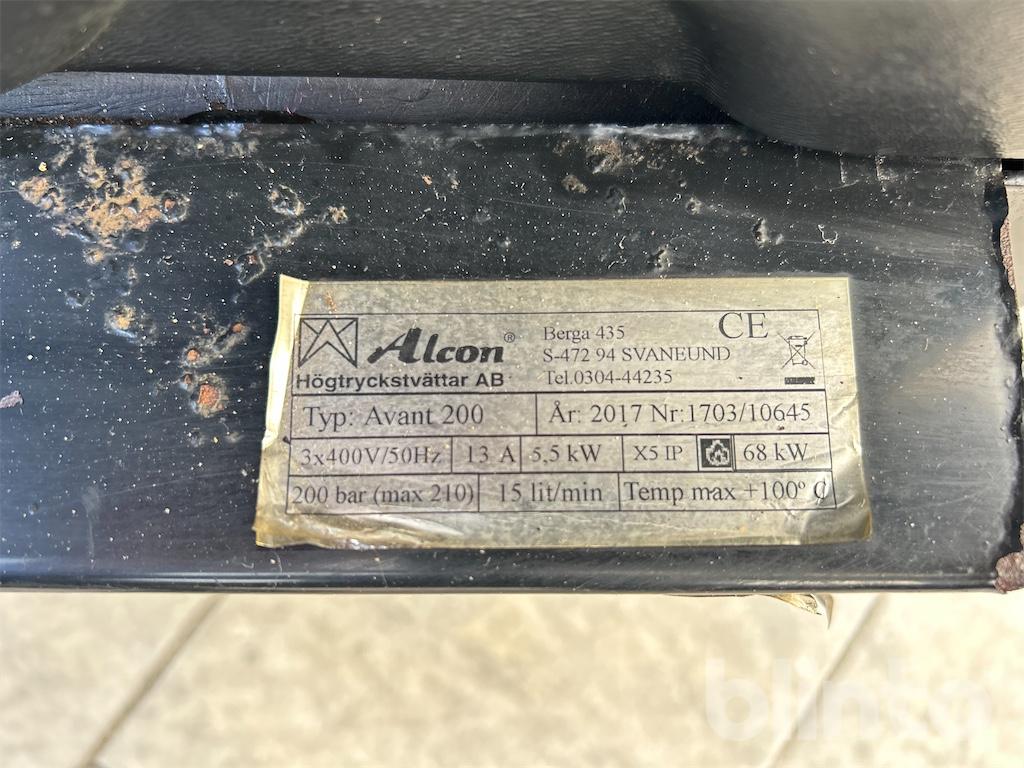 Alcon®
Högtryckstvättar AB
Berga 435
S-472 94 SVANEUND
Tel.0304-44235
CE
Typ: Avant 200
År: 2017 Nr:1703/10645
3x400V/50Hz 13 A 5,5 kW X5 IP 68 kW
200 bar (max 210) 15 lit/min Temp max +100º C
blinto